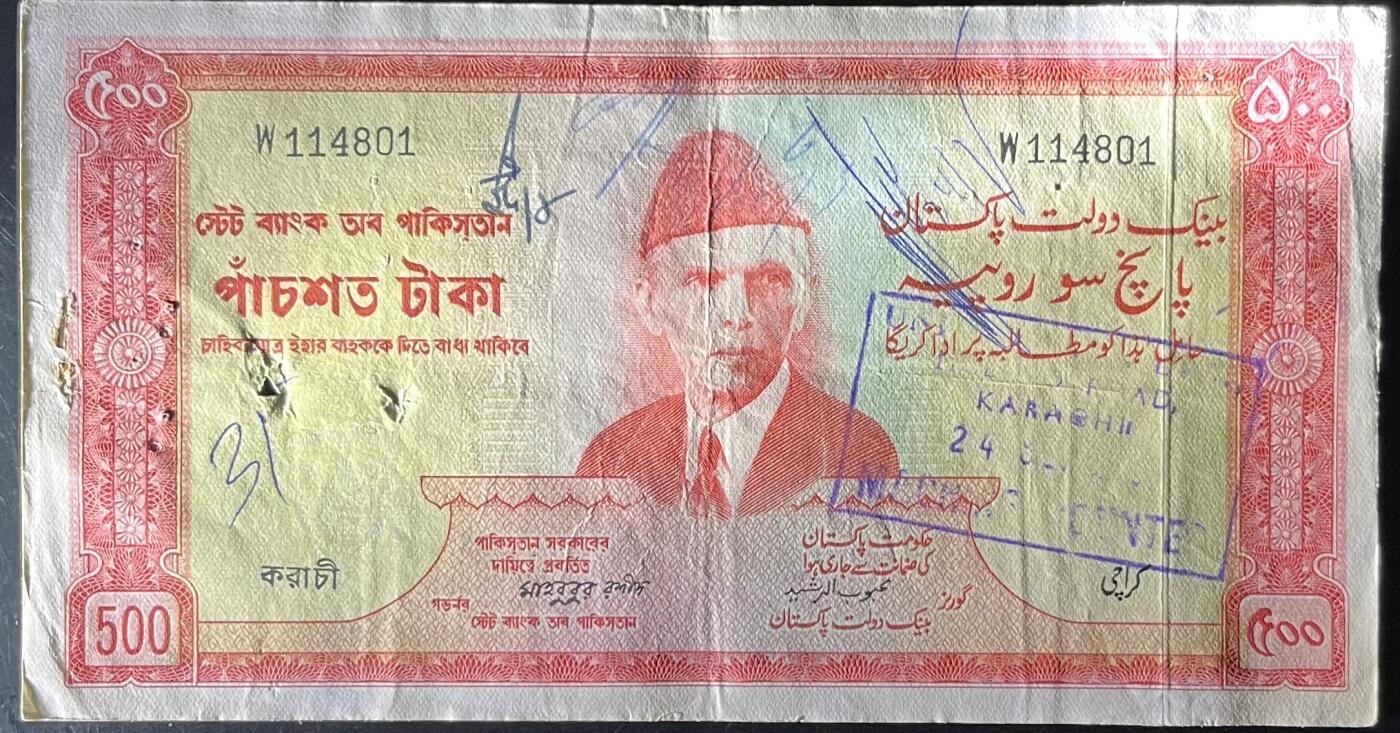 ৫০০
۵۰۰
W 114801
W 114801
স্টেট ব্যাংক অব পাকিস্তান
بینک دولت پاکستان
পাঁচশত টাকা
پانچ سو روپیہ
চাহিবামাত্র ইহার বাহককে দিতে বাধ্য থাকিবে
حامل ہذا کو مطالبہ پر ادا کریگا
KARACHI
24
পাকিস্তান সরকারের
দায়িত্বে প্রবর্তিত
মাহবুবুর রশীদ
গভর্নর
স্টেট ব্যাংক অব পাকিস্তান
حکومت پاکستان
کی ضمانت سے جاری ہوا
محبوب الرشید
گورنر
بینک دولت پاکستان
করাচী
کراچی
500
৫০০